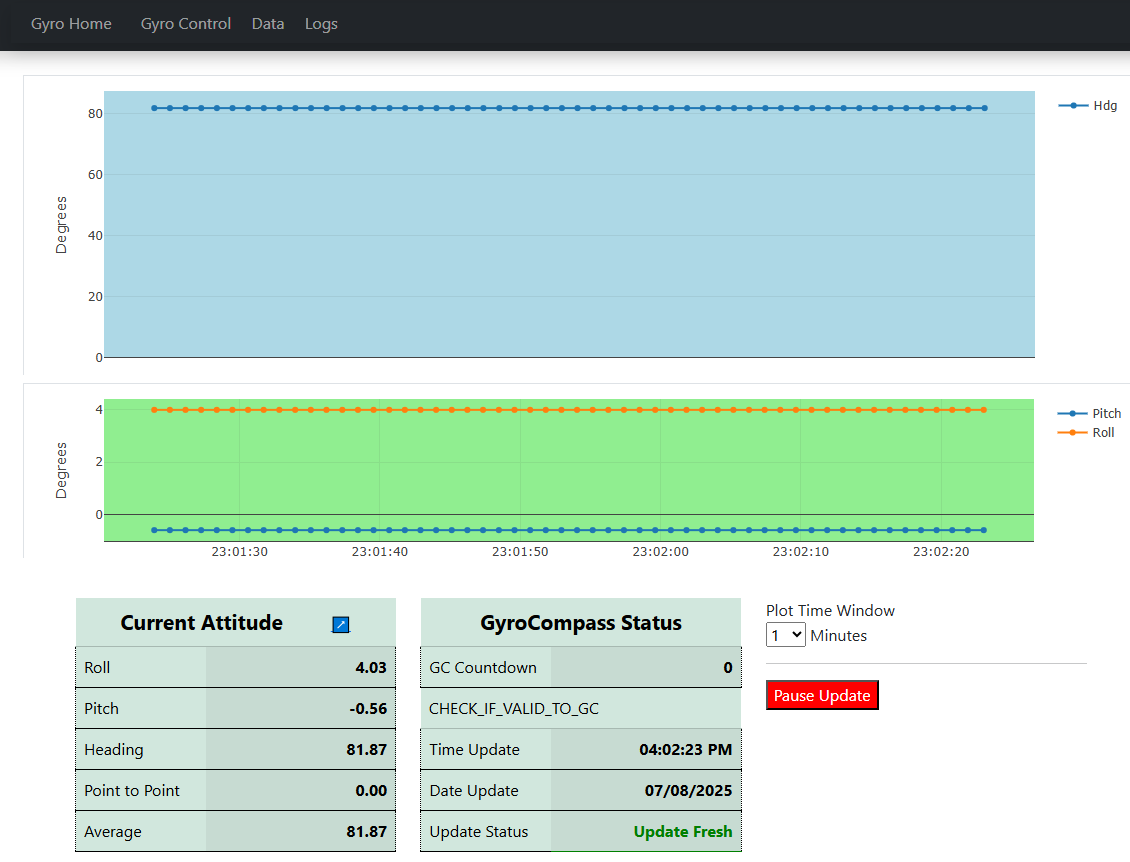 Gyro Home Gyro Control Data Logs
80
60
40
20
0
Degrees
Hdg
4
2
0
Degrees
Pitch
Roll
23:01:30 23:01:40 23:01:50 23:02:00 23:02:10 23:02:20
Current Attitude
Roll 4.03
Pitch -0.56
Heading 81.87
Point to Point 0.00
Average 81.87
GyroCompass Status
GC Countdown 0
CHECK_IF_VALID_TO_GC
Time Update 04:02:23 PM
Date Update 07/08/2025
Update Status Update Fresh
Plot Time Window
1 Minutes
Pause Update